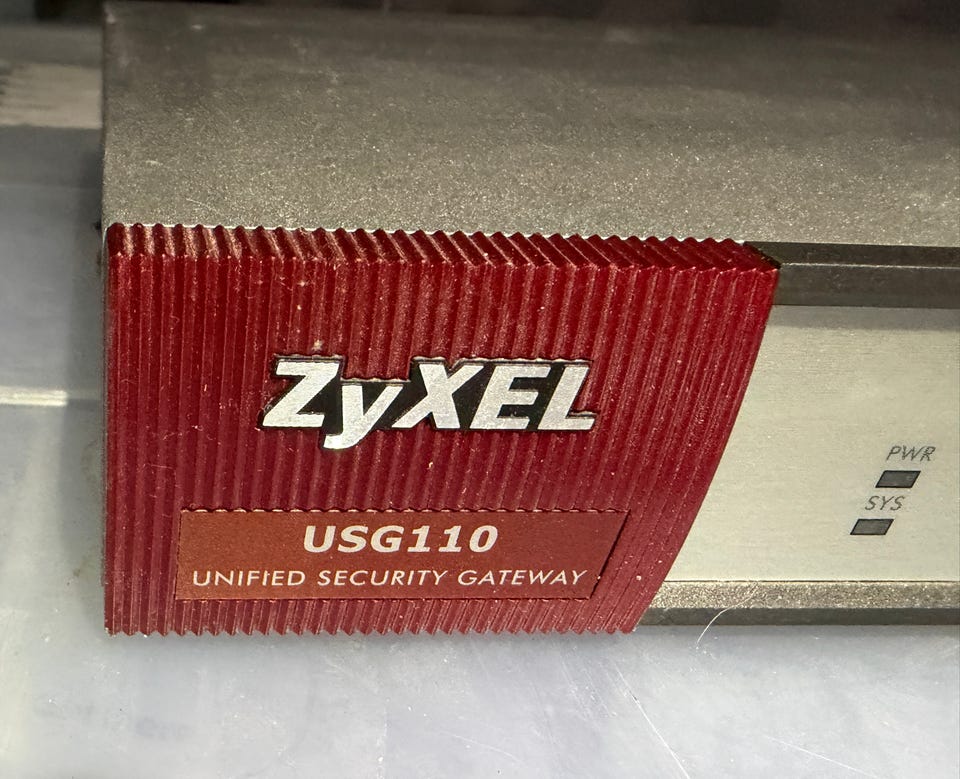 ZyXEL
USG110
UNIFIED SECURITY GATEWAY
PWR
SYS